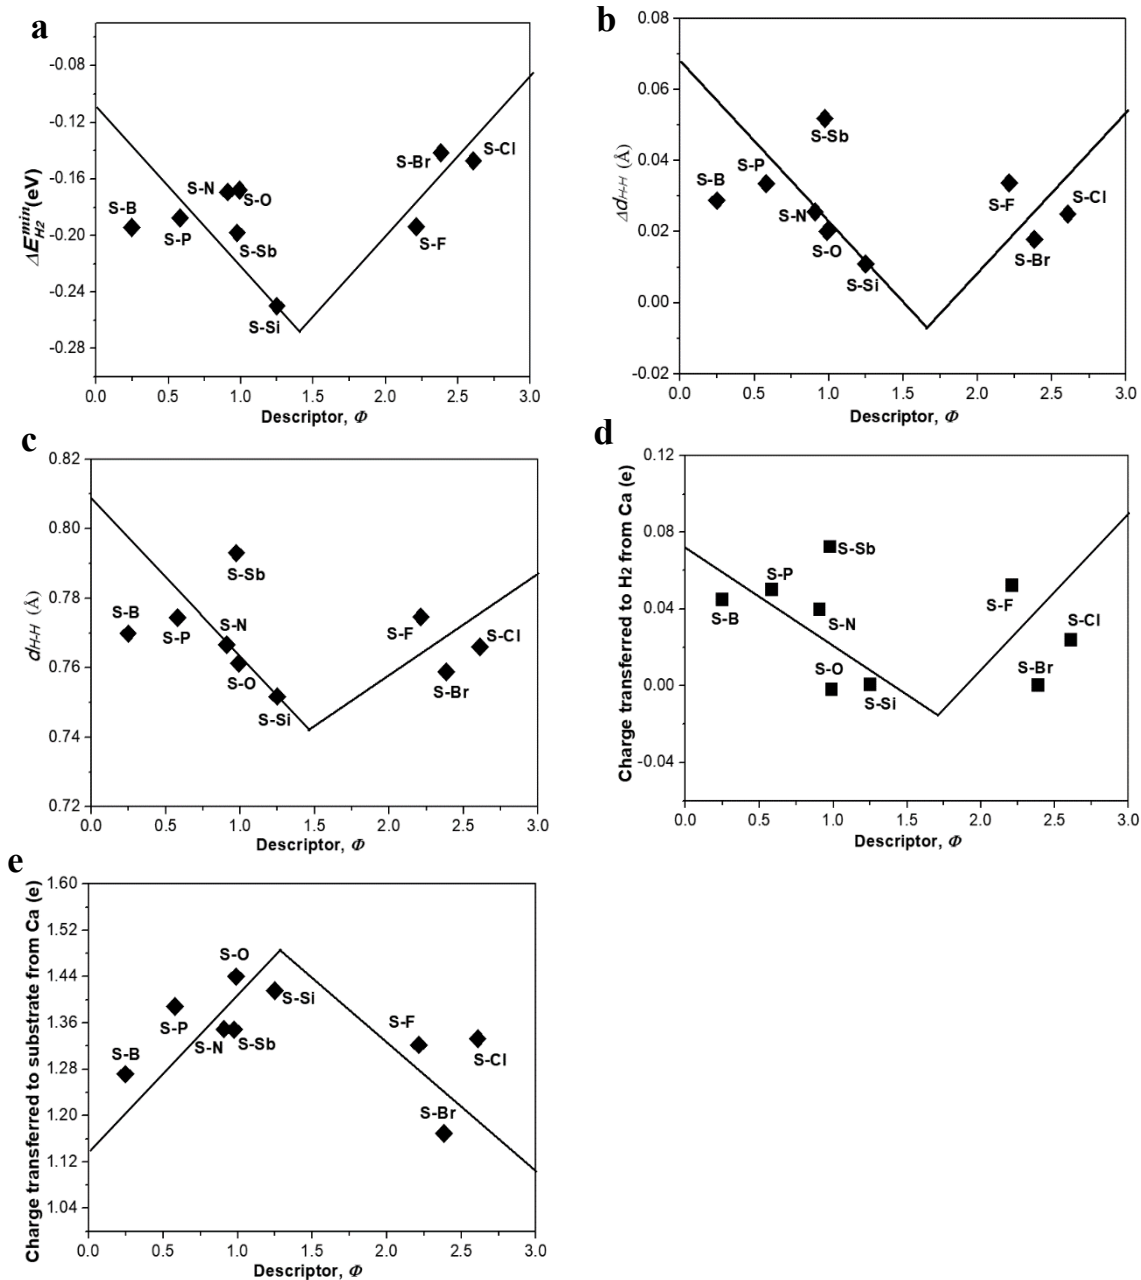 a
ΔE_{H2}^{min}(eV)
-0.08
-0.12
-0.16
-0.20
-0.24
-0.28
S-B
S-P
S-N
S-O
S-Sb
S-Si
S-Br
S-Cl
S-F
0.0 0.5 1.0 1.5 2.0 2.5 3.0
Descriptor, Φ
b
Δd_{H-H} (Å)
0.08
0.06
0.04
0.02
0.00
-0.02
S-Sb
S-P
S-B
S-N
S-O
S-Si
S-F
S-Cl
S-Br
0.0 0.5 1.0 1.5 2.0 2.5 3.0
Descriptor, Φ
c
d_{H-H} (Å)
0.82
0.80
0.78
0.76
0.74
0.72
S-Sb
S-B
S-P
S-N
S-O
S-Si
S-F
S-Cl
S-Br
0.0 0.5 1.0 1.5 2.0 2.5 3.0
Descriptor, Φ
d
Charge transferred to H2 from Ca (e)
0.12
0.08
0.04
0.00
-0.04
S-Sb
S-P
S-B
S-N
S-O
S-Si
S-F
S-Cl
S-Br
0.0 0.5 1.0 1.5 2.0 2.5 3.0
Descriptor, Φ
e
Charge transferred to substrate from Ca (e)
1.60
1.52
1.44
1.36
1.28
1.20
1.12
1.04
S-O
S-Si
S-P
S-N
S-Sb
S-B
S-F
S-Cl
S-Br
0.0 0.5 1.0 1.5 2.0 2.5 3.0
Descriptor, Φ